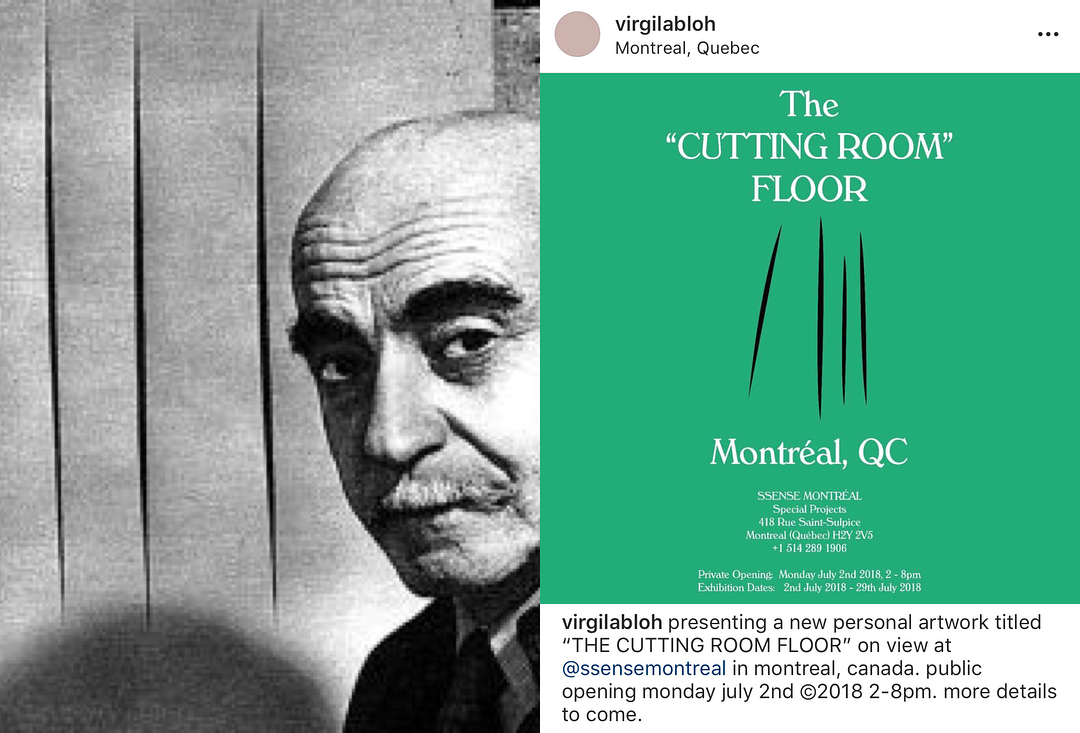 virgilabloh
Montreal, Quebec
The
“CUTTING ROOM”
FLOOR
Montréal, QC
SSENSE MONTRÉAL
Special Projects
418 Rue Saint-Sulpice
Montreal (Québec) H2Y 2V5
+1 514 289 1906
Private Opening: Monday July 2nd 2018, 2 - 8pm
Exhibition Dates: 2nd July 2018 - 29th July 2018
virgilabloh presenting a new personal artwork titled
“THE CUTTING ROOM FLOOR” on view at
@ssensemontreal in montreal, canada. public
opening monday july 2nd ©2018 2-8pm. more details
to come.